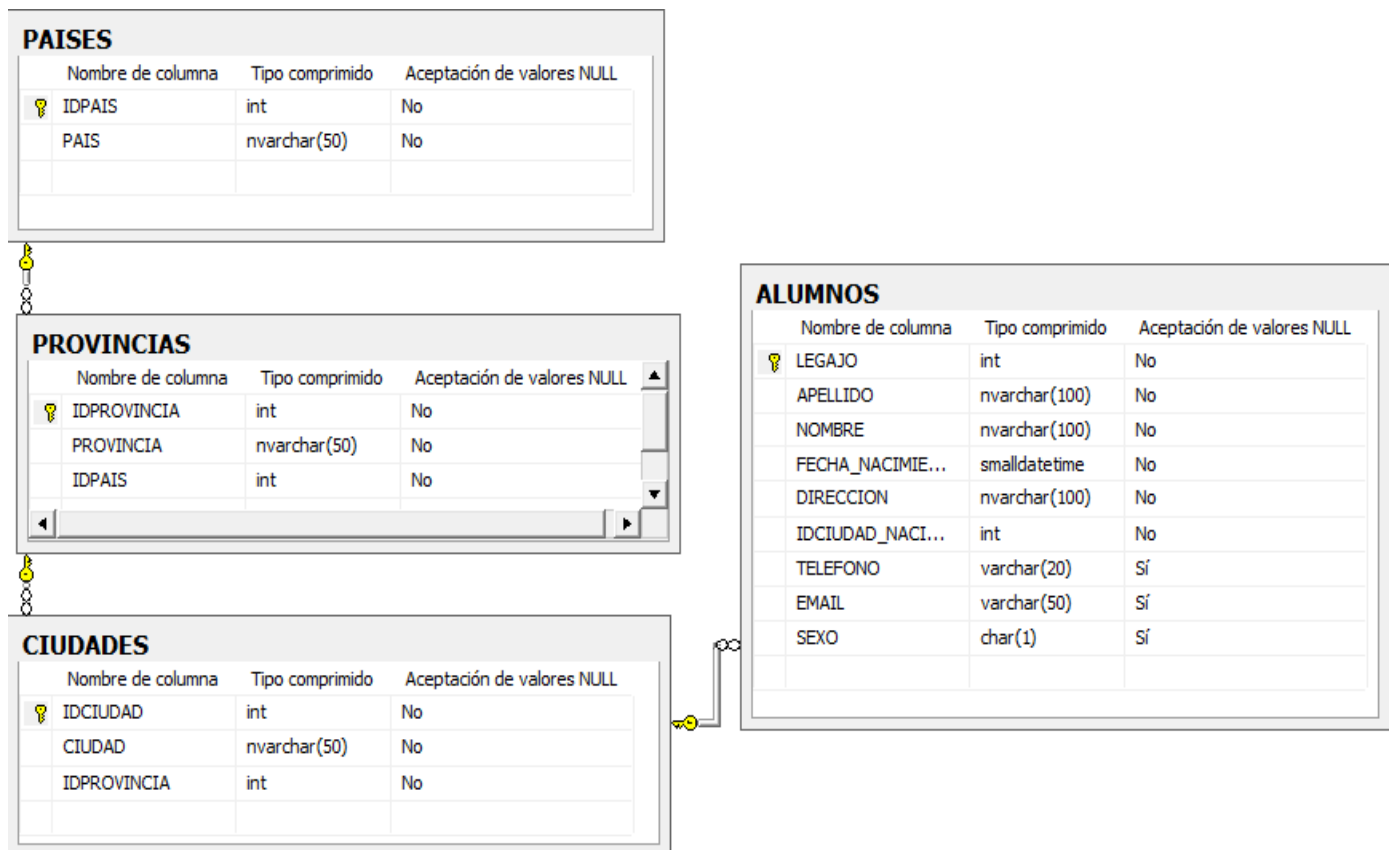 PAISES
Nombre de columna Tipo comprimido Aceptación de valores NULL
IDPAIS int No
PAIS nvarchar(50) No
PROVINCIAS
Nombre de columna Tipo comprimido Aceptación de valores NULL
IDPROVINCIA int No
PROVINCIA nvarchar(50) No
IDPAIS int No
CIUDADES
Nombre de columna Tipo comprimido Aceptación de valores NULL
IDCIUDAD int No
CIUDAD nvarchar(50) No
IDPROVINCIA int No
ALUMNOS
Nombre de columna Tipo comprimido Aceptación de valores NULL
LEGAJO int No
APELLIDO nvarchar(100) No
NOMBRE nvarchar(100) No
FECHA_NACIMIE... smalldatetime No
DIRECCION nvarchar(100) No
IDCIUDAD_NACI... int No
TELEFONO varchar(20) Sí
EMAIL varchar(50) Sí
SEXO char(1) Sí